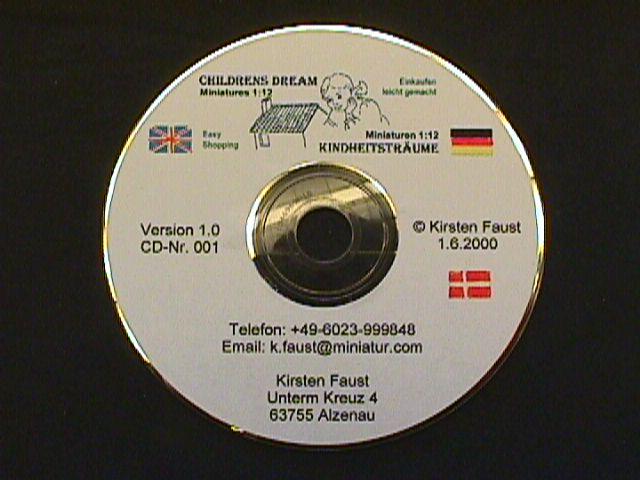 CHILDRENS DREAM
Miniatures 1:12
Einkaufen
leicht gemacht
Easy
Shopping
Miniaturen 1:12
KINDHEITSTRÄUME
Version 1.0
CD-Nr. 001
© Kirsten Faust
1.6.2000
Telefon: +49-6023-999848
Email: k.faust@miniatur.com
Kirsten Faust
Unterm Kreuz 4
63755 Alzenau